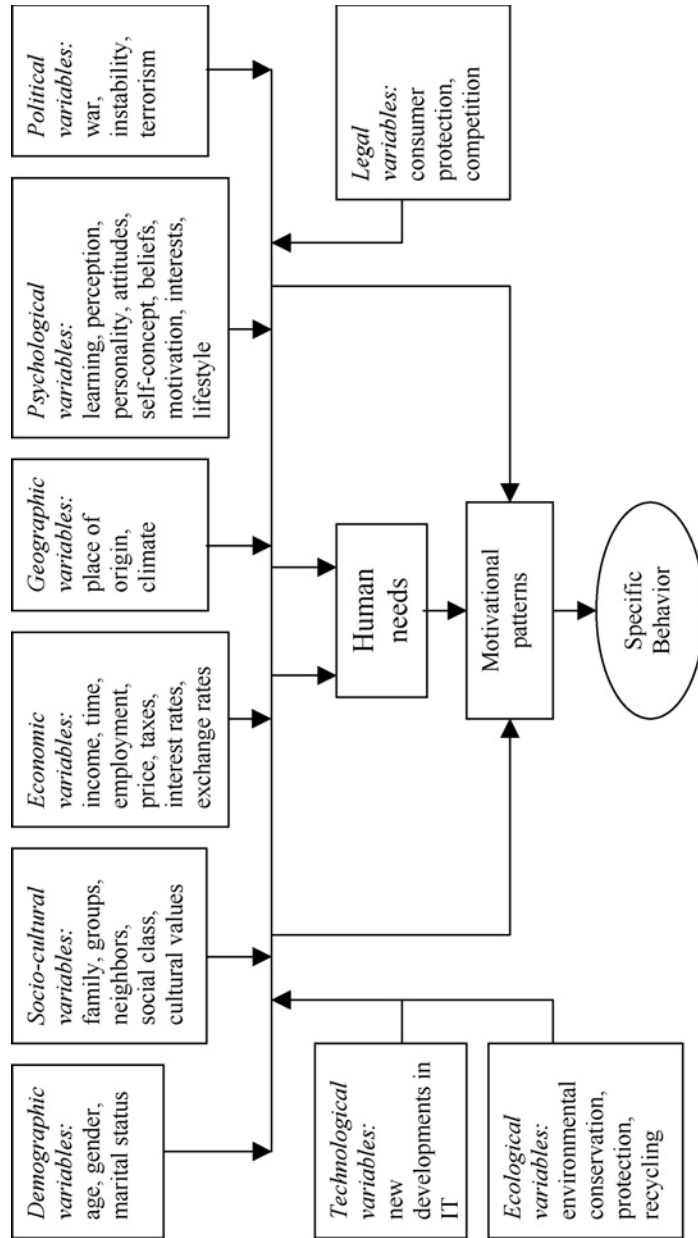 Demographic
variables:
age, gender,
marital status
Socio-cultural
variables:
family, groups,
neighbors,
social class,
cultural values
Economic
variables:
income, time,
employment,
price, taxes,
interest rates,
exchange rates
Geographic
variables:
place of
origin,
climate
Psychological
variables:
learning, perception,
personality, attitudes,
self-concept, beliefs,
motivation, interests,
lifestyle
Political
variables:
war,
instability,
terrorism
Technological
variables:
new
developments in
IT
Ecological
variables:
environmental
conservation,
protection,
recycling
Human
needs
Legal
variables:
consumer
protection,
competition
Motivational
patterns
Specific
Behavior